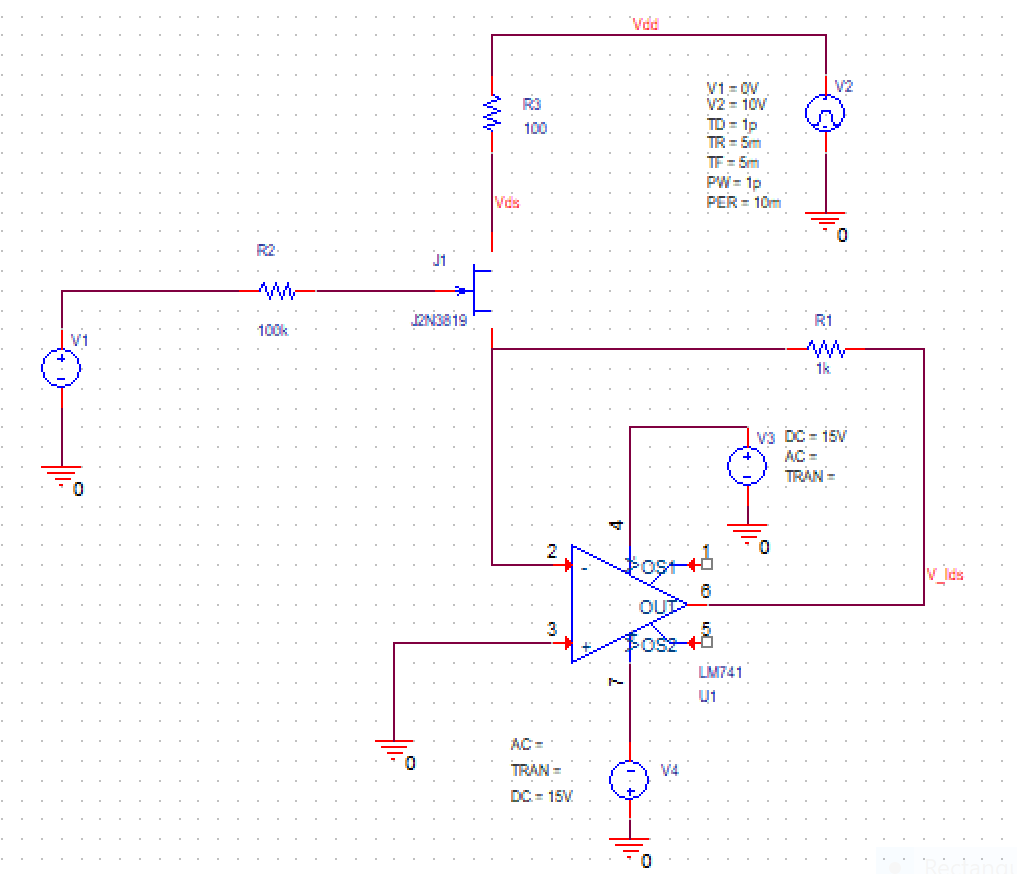 Vdd
V1 = 0V
V2 = 10V
TD = 1p
TR = 5m
TF = 5m
PW = 1p
PER = 10m
V2
R3
100
0
Vds
R2
100k
J1
J2N3819
V1
0
R1
1k
V3
DC = 15V
AC =
TRAN =
0
4
2
-
OS1
1
OUT
6
V_Ids
3
+
OS2
5
7
LM741
U1
0
AC =
TRAN =
DC = 15V
V4
0
Rectangu